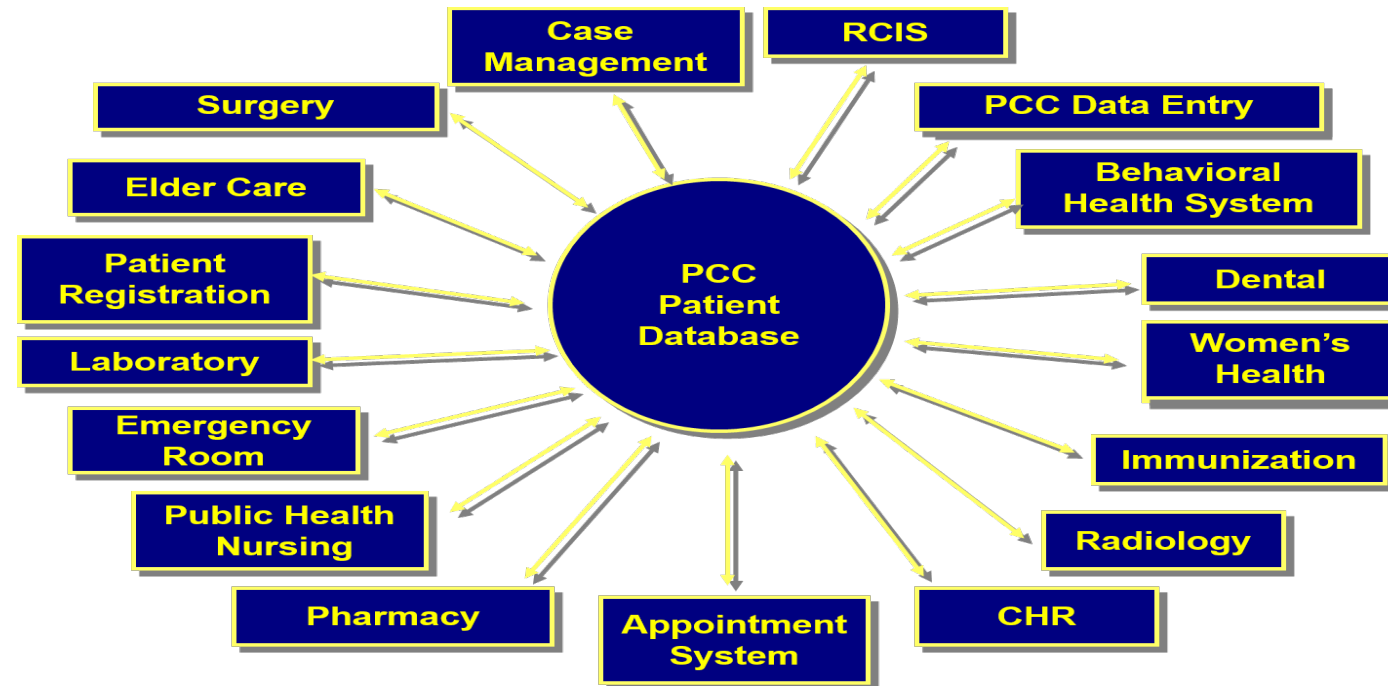 Case
Management
RCIS
Surgery
PCC Data Entry
Elder Care
Behavioral
Health System
Patient
Registration
PCC
Patient
Database
Dental
Laboratory
Women's
Health
Emergency
Room
Immunization
Public Health
Nursing
Radiology
Pharmacy
Appointment
System
CHR